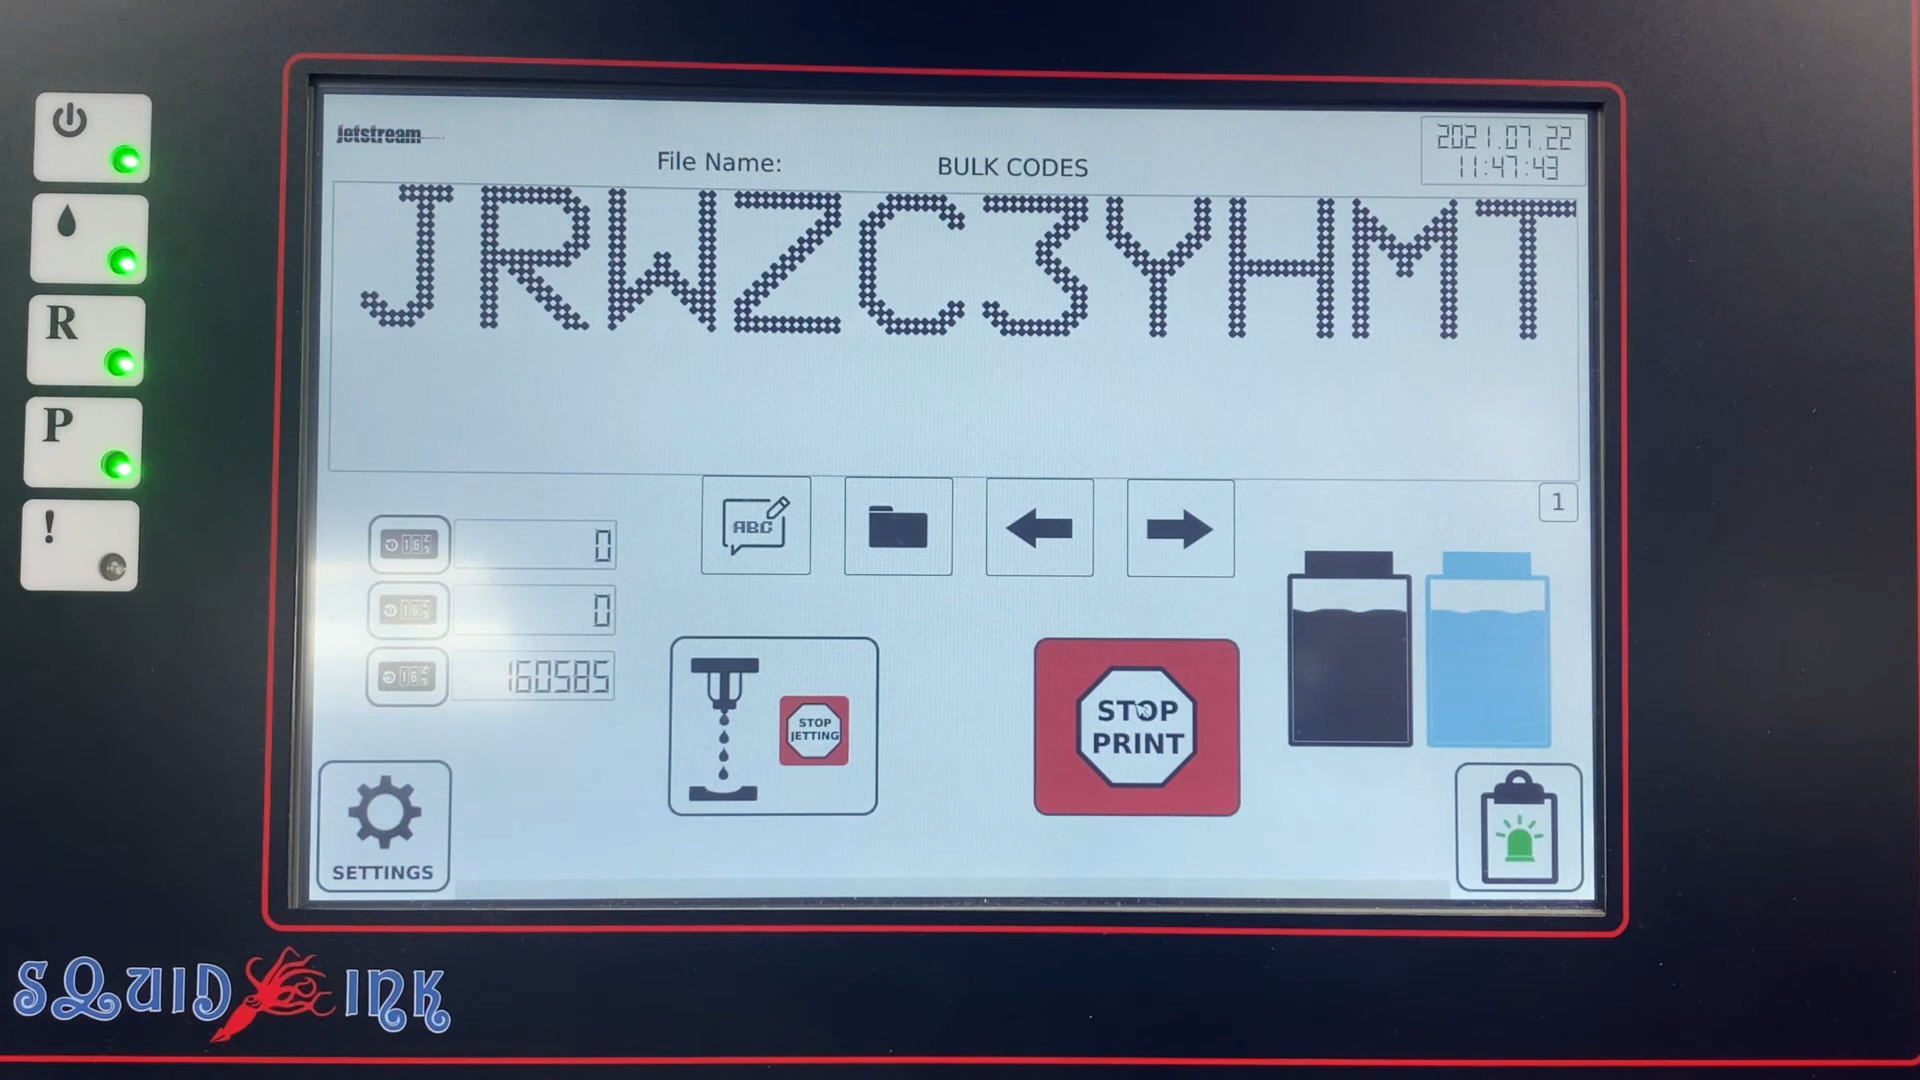 jetstream
File Name: BULK CODES
2021.07.22
11:47:43
JRWZC3YHMT
R
P
!
ABC
1
0
0
160585
STOP
JETTING
STOP
PRINT
SETTINGS
SQUID INK